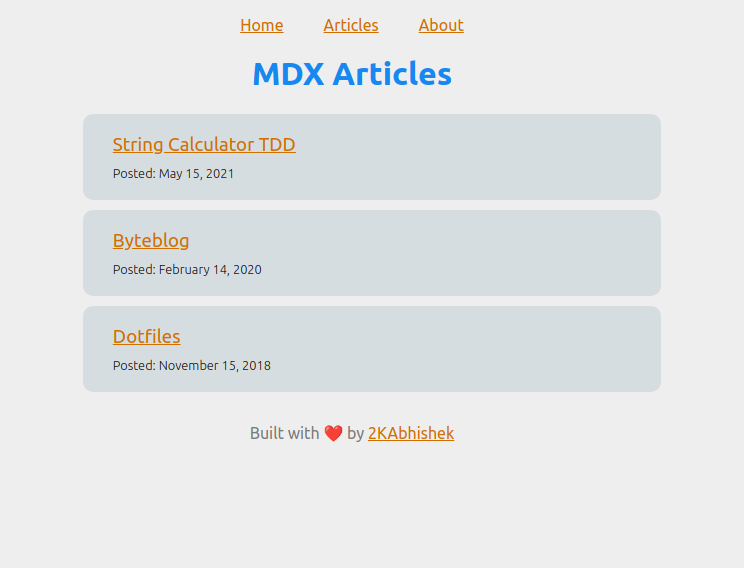 Home Articles About
MDX Articles
String Calculator TDD
Posted: May 15, 2021
Byteblog
Posted: February 14, 2020
Dotfiles
Posted: November 15, 2018
Built with ❤️ by 2KAbhishek